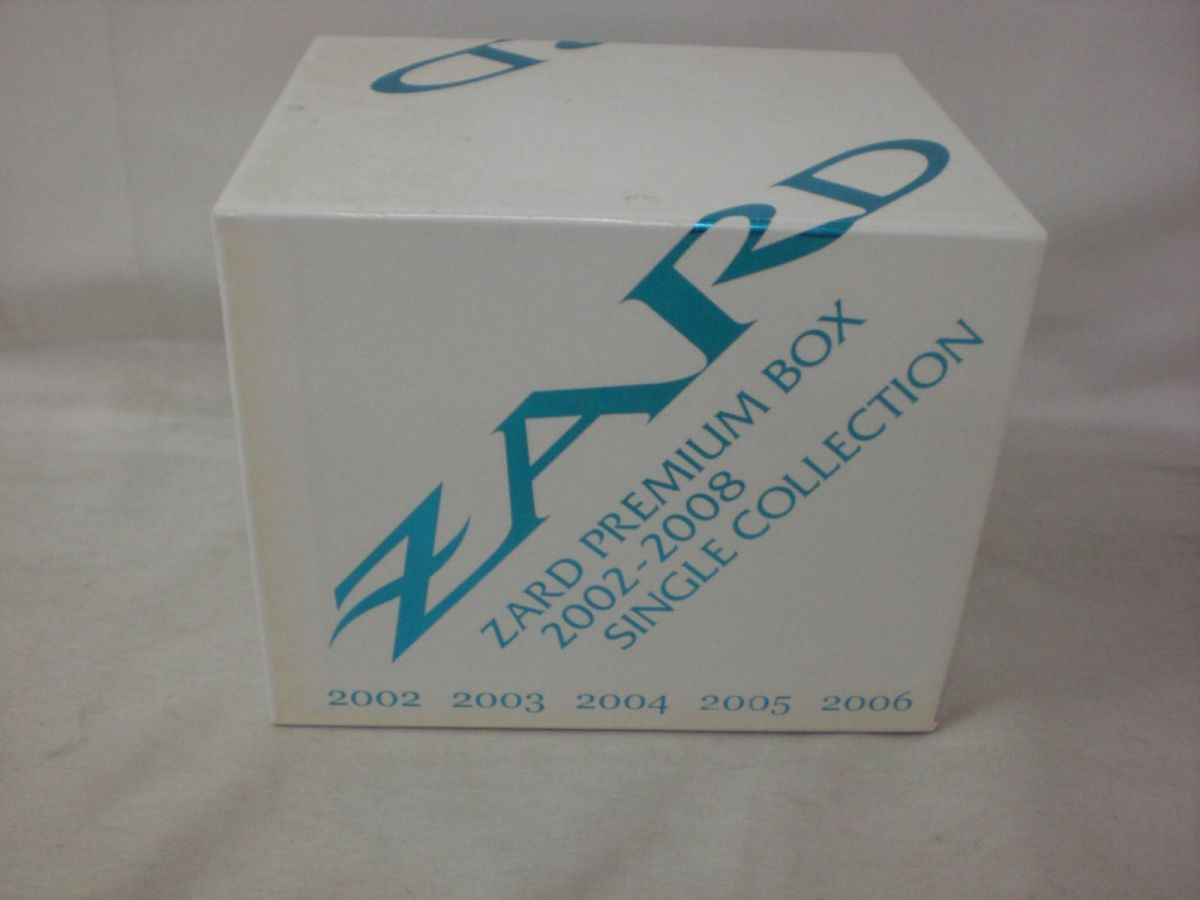 ZARD
ZARD PREMIUM BOX
2002-2008
SINGLE COLLECTION
2002 2003 2004 2005 2006